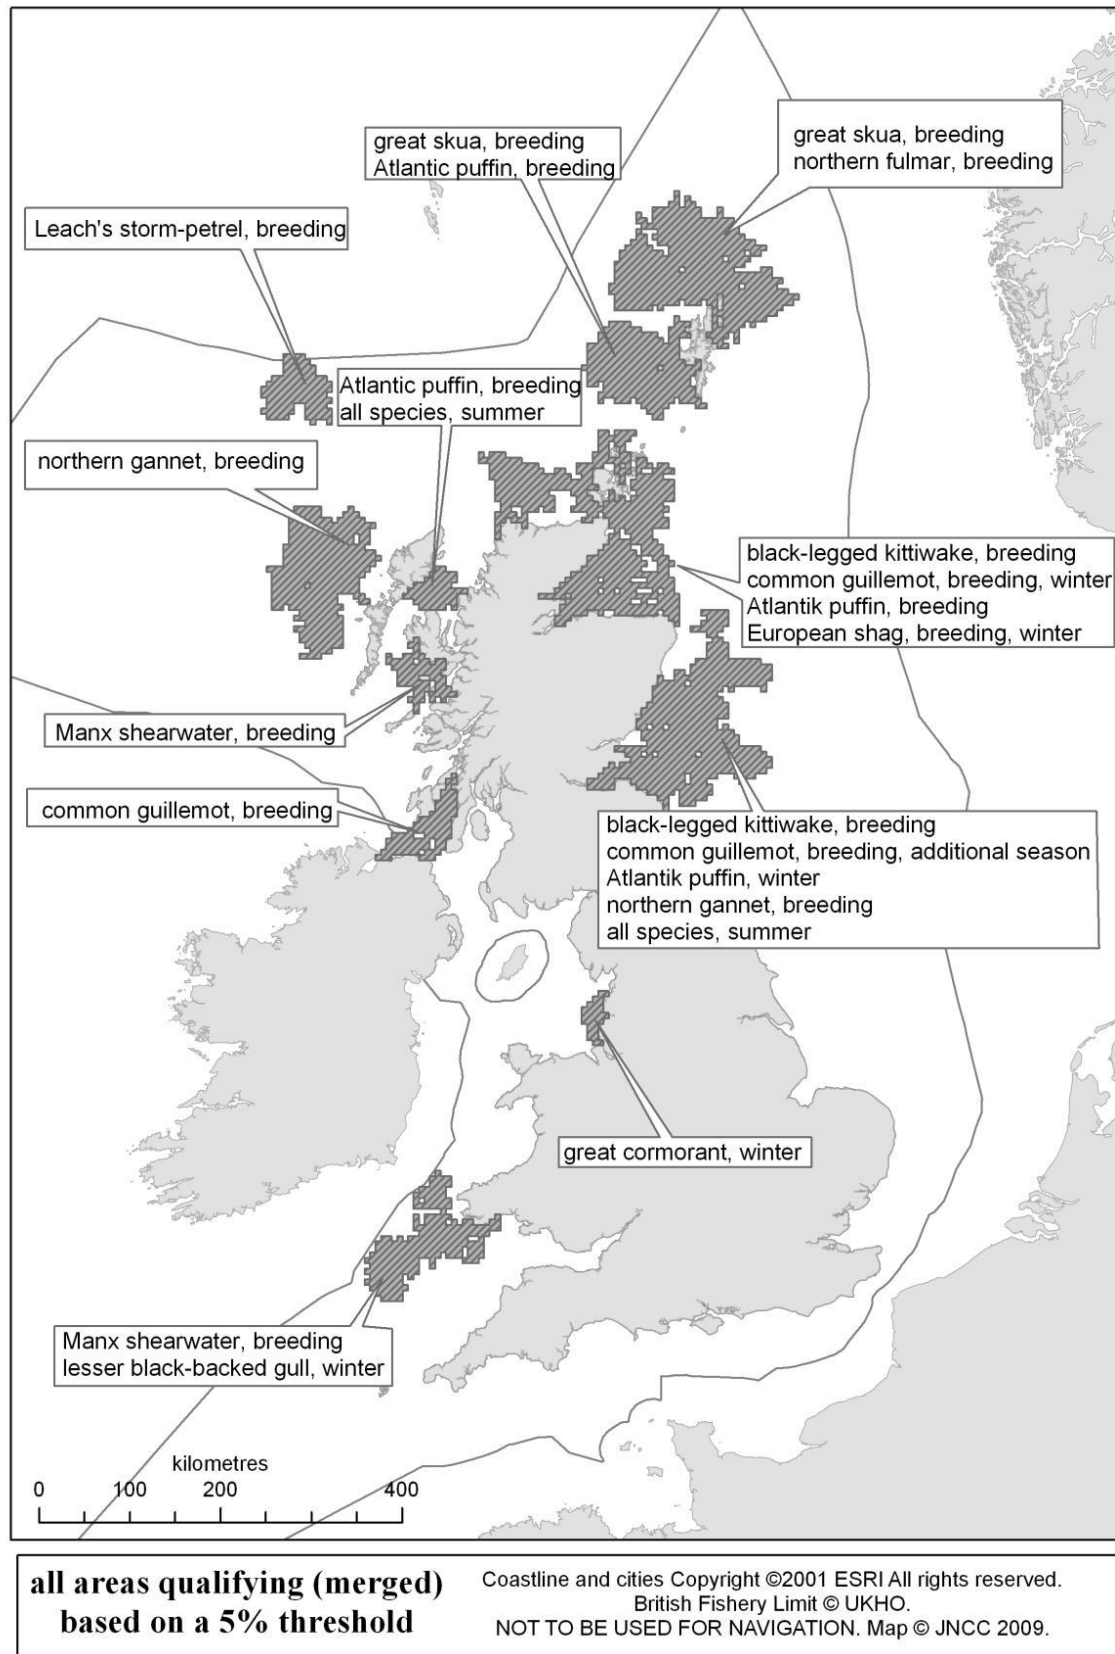 great skua, breeding
Atlantic puffin, breeding
great skua, breeding
northern fulmar, breeding
Leach's storm-petrel, breeding
Atlantic puffin, breeding
all species, summer
northern gannet, breeding
black-legged kittiwake, breeding
common guillemot, breeding, winter
Atlantik puffin, breeding
European shag, breeding, winter
Manx shearwater, breeding
common guillemot, breeding
black-legged kittiwake, breeding
common guillemot, breeding, additional season
Atlantik puffin, winter
northern gannet, breeding
all species, summer
great cormorant, winter
Manx shearwater, breeding
lesser black-backed gull, winter
kilometres
0 100 200 400
all areas qualifying (merged)
based on a 5% threshold
Coastline and cities Copyright ©2001 ESRI All rights reserved.
British Fishery Limit © UKHO.
NOT TO BE USED FOR NAVIGATION. Map © JNCC 2009.